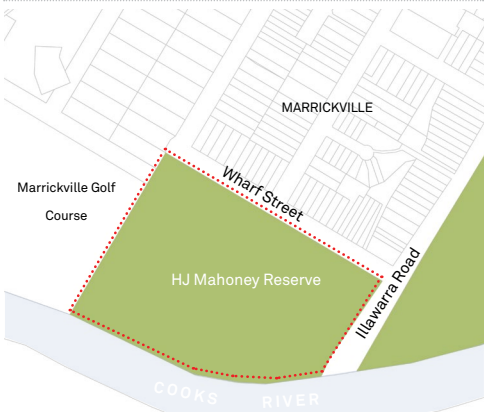 MARRICKVILLE
Wharf Street
Marrickville Golf
Course
HJ Mahoney Reserve
Illawarra Road
COOKS RIVER